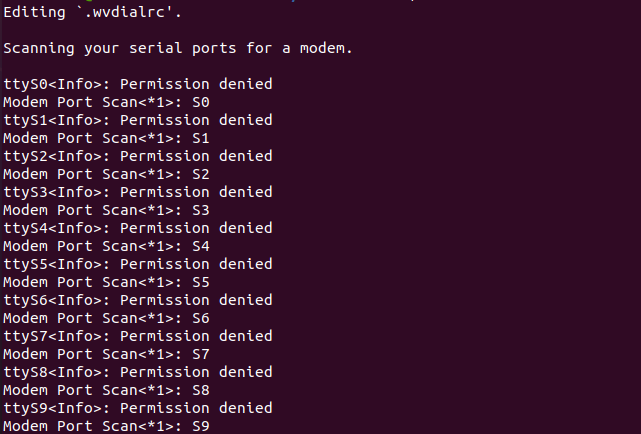 Editing `.wvdialrc'.
Scanning your serial ports for a modem.
ttyS0<Info>: Permission denied
Modem Port Scan<*1>: S0
ttyS1<Info>: Permission denied
Modem Port Scan<*1>: S1
ttyS2<Info>: Permission denied
Modem Port Scan<*1>: S2
ttyS3<Info>: Permission denied
Modem Port Scan<*1>: S3
ttyS4<Info>: Permission denied
Modem Port Scan<*1>: S4
ttyS5<Info>: Permission denied
Modem Port Scan<*1>: S5
ttyS6<Info>: Permission denied
Modem Port Scan<*1>: S6
ttyS7<Info>: Permission denied
Modem Port Scan<*1>: S7
ttyS8<Info>: Permission denied
Modem Port Scan<*1>: S8
ttyS9<Info>: Permission denied
Modem Port Scan<*1>: S9